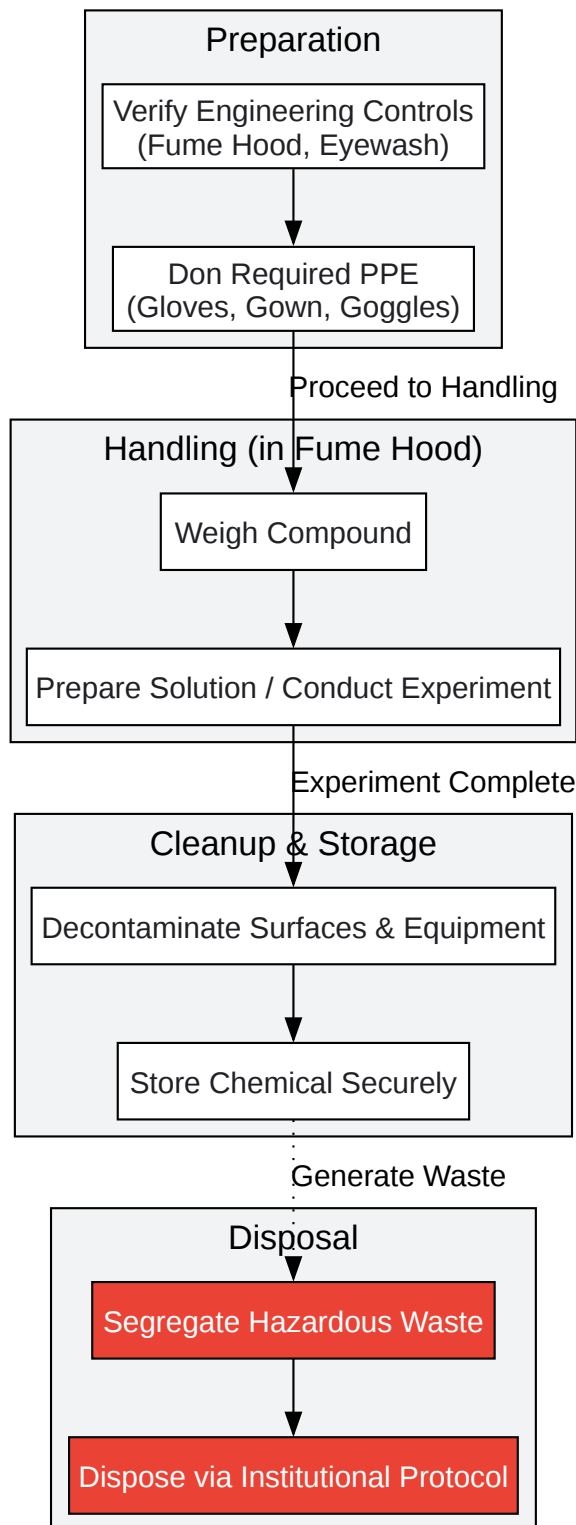 Preparation
Verify Engineering Controls
(Fume Hood, Eyewash)
Don Required PPE
(Gloves, Gown, Goggles)
Proceed to Handling
Handling (in Fume Hood)
Weigh Compound
Prepare Solution / Conduct Experiment
Experiment Complete
Cleanup & Storage
Decontaminate Surfaces & Equipment
Store Chemical Securely
Generate Waste
Disposal
Segregate Hazardous Waste
Dispose via Institutional Protocol